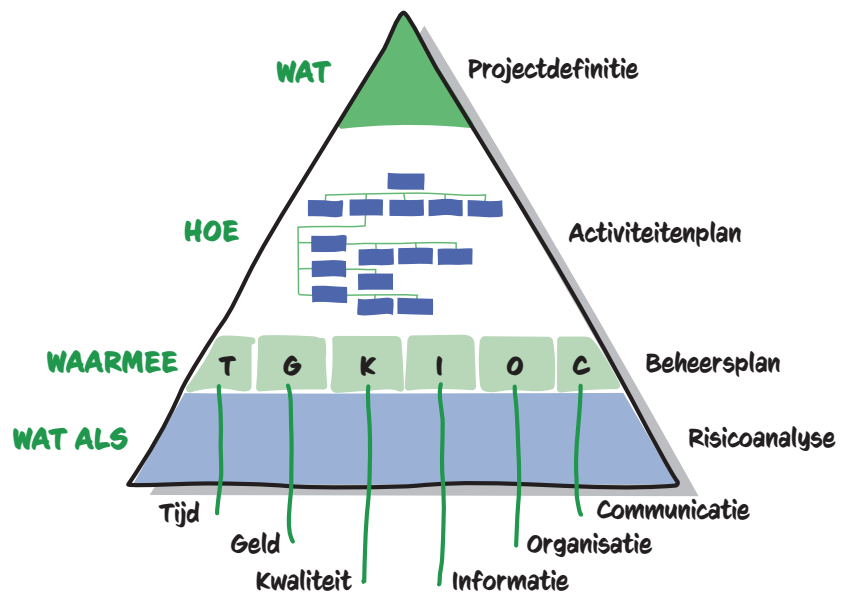 WAT
Projectdefinitie
HOE
Activiteitenplan
WAARMEE
T G K I O C
Beheersplan
WAT ALS
Risicoanalyse
Tijd
Communicatie
Geld
Organisatie
Kwaliteit
Informatie